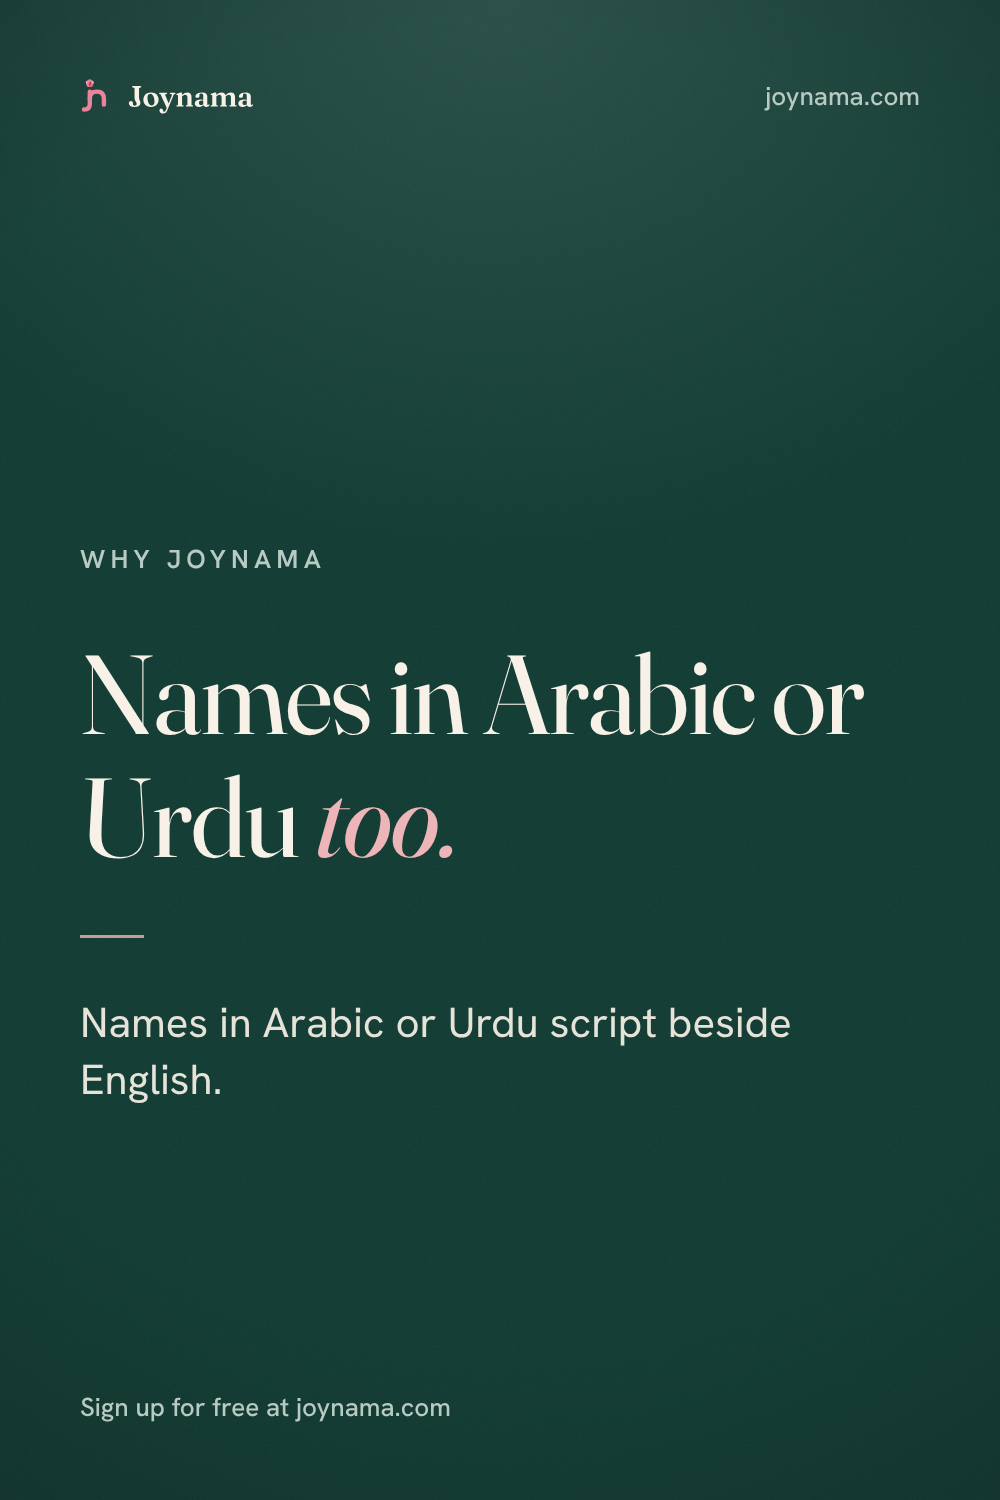 Joynama
joynama.com
WHY JOYNAMA
Names in Arabic or
Urdu too.
Names in Arabic or Urdu script beside
English.
Sign up for free at joynama.com